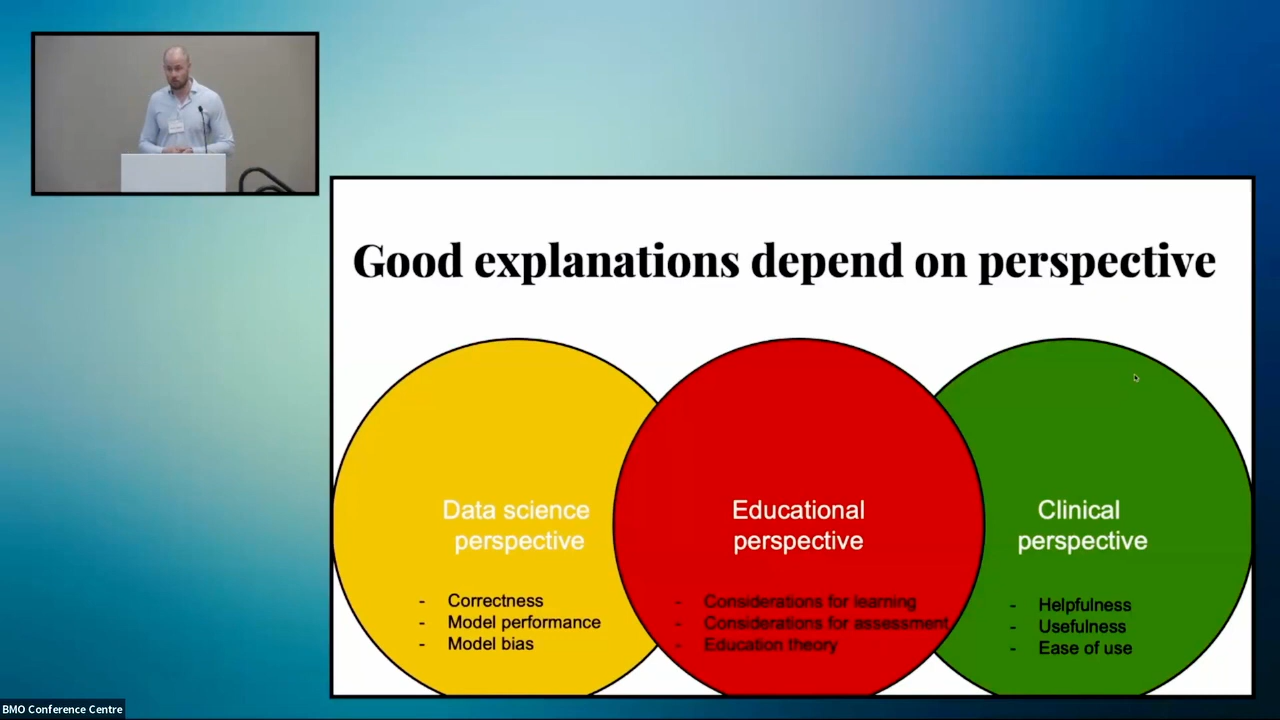 Good explanations depend on perspective
Data science
perspective
- Correctness
- Model performance
- Model bias
Educational
perspective
- Considerations for learning
- Considerations for assessment
- Education theory
Clinical
perspective
- Helpfulness
- Usefulness
- Ease of use
BMO Conference Centre